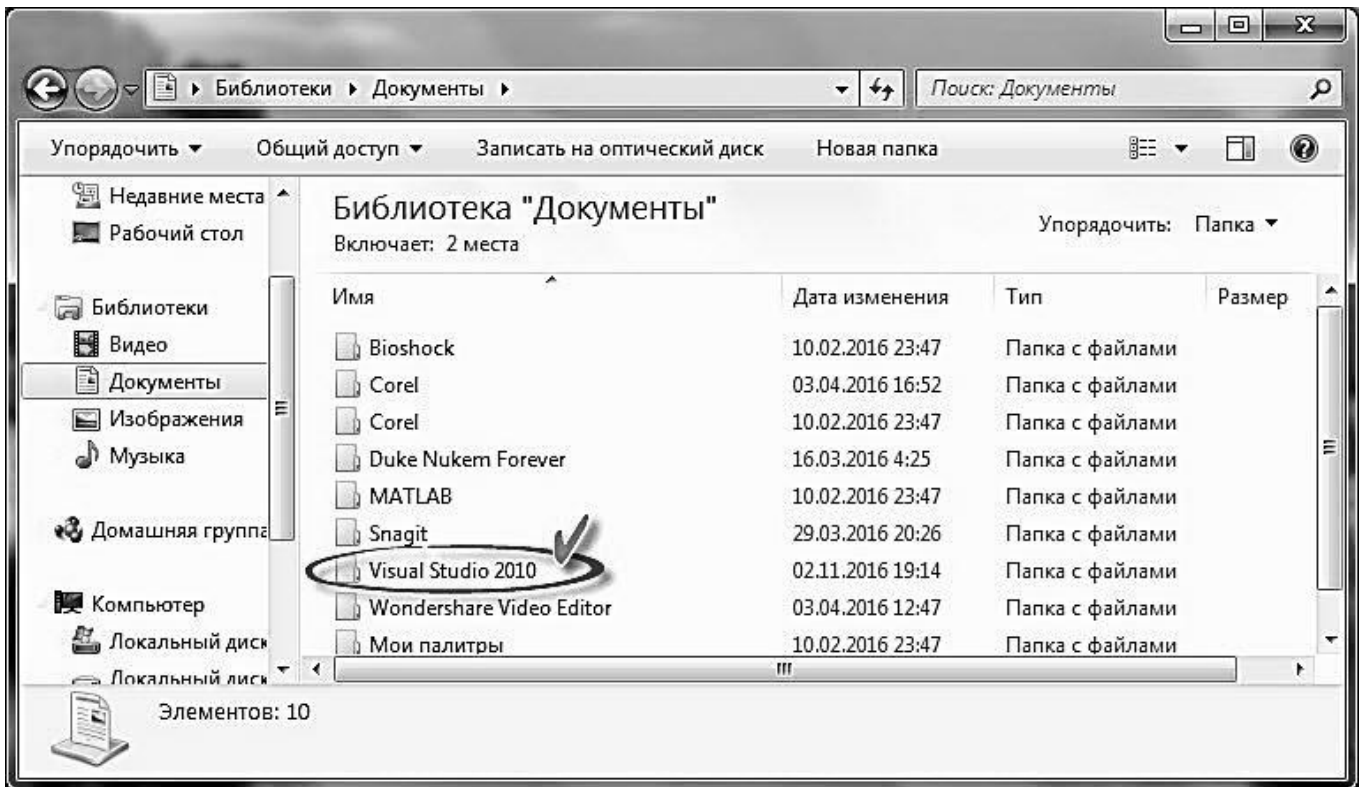 Библиотеки ▸ Документы ▸
Поиск: Документы
Упорядочить ▼ Общий доступ ▼ Записать на оптический диск Новая папка
Недавние места
Рабочий стол
Библиотеки
Видео
Документы
Изображения
Музыка
Домашняя группа
Компьютер
Локальный диск
Локальный диск
Библиотека "Документы"
Включает: 2 места
Упорядочить: Папка ▼
Имя Дата изменения Тип Размер
Bioshock 10.02.2016 23:47 Папка с файлами
Corel 03.04.2016 16:52 Папка с файлами
Corel 10.02.2016 23:47 Папка с файлами
Duke Nukem Forever 16.03.2016 4:25 Папка с файлами
MATLAB 10.02.2016 23:47 Папка с файлами
Snagit 29.03.2016 20:26 Папка с файлами
Visual Studio 2010 02.11.2016 19:14 Папка с файлами
Wondershare Video Editor 03.04.2016 12:47 Папка с файлами
Мои палитры 10.02.2016 23:47 Папка с файлами
Элементов: 10